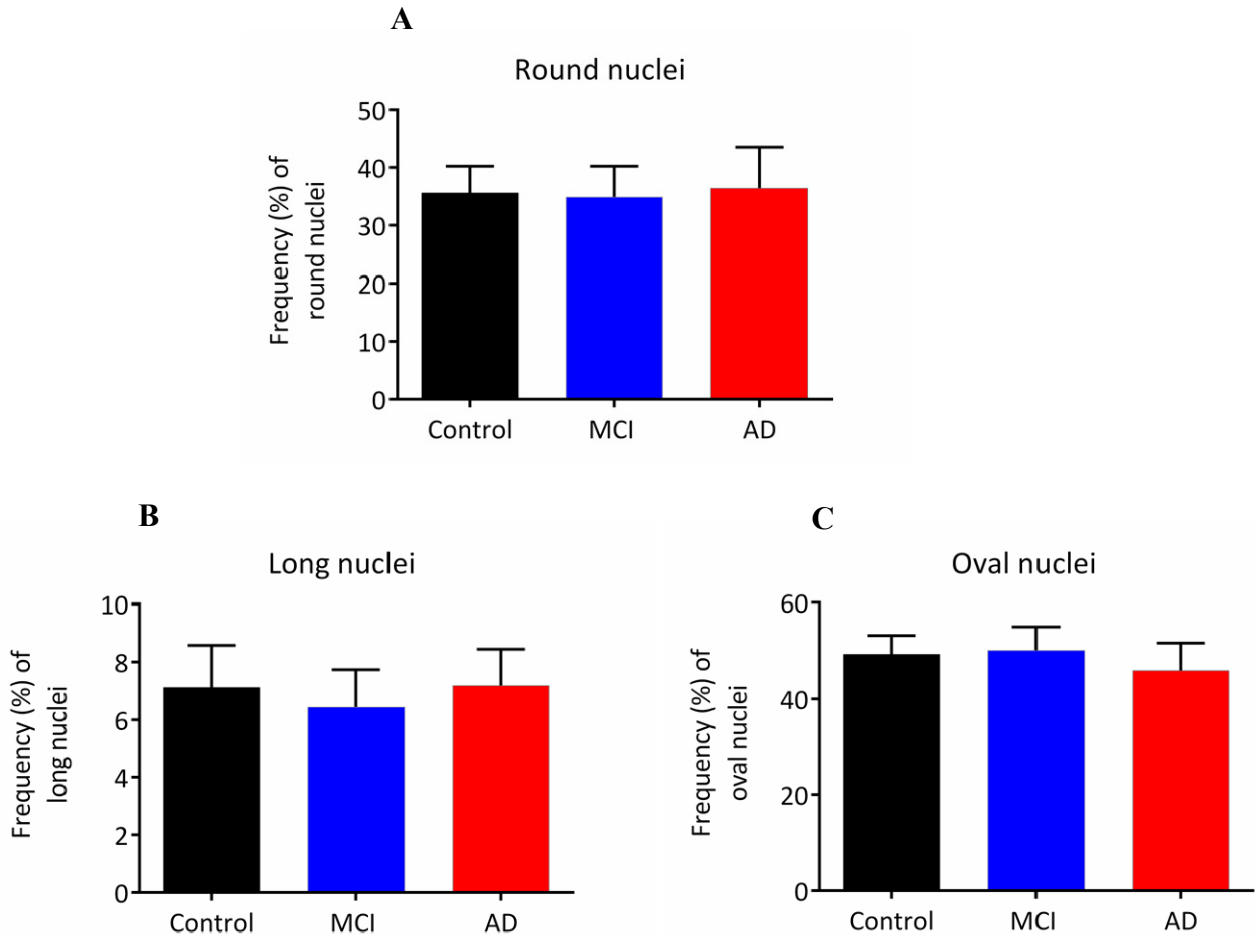 A
Round nuclei
Frequency (%) of
round nuclei
50
40
30
20
10
0
Control MCI AD
B
Long nuclei
Frequency (%) of
long nuclei
10
8
6
4
2
0
Control MCI AD
C
Oval nuclei
Frequency (%) of
oval nuclei
60
40
20
0
Control MCI AD